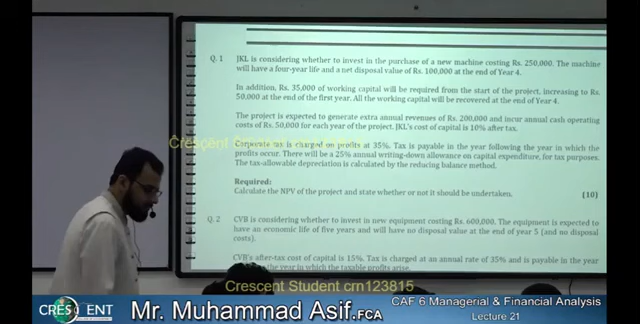 Q. 1 JKL is considering whether to invest in the purchase of a new machine costing Rs. 250,000. The machine
will have a four-year life and a net disposal value of Rs. 100,000 at the end of Year 4.
In addition, Rs. 35,000 of working capital will be required from the start of the project, increasing to Rs.
50,000 at the end of the first year. All the working capital will be recovered at the end of Year 4.
The project is expected to generate extra annual revenues of Rs. 200,000 and incur annual cash operating
costs of Rs. 50,000 for each year of the project. JKL's cost of capital is 10% after tax.
Crescent Student crn123815
Corporate tax is charged on profits at 35%. Tax is payable in the year following the year in which the
profits occur. There will be a 25% annual writing-down allowance on capital expenditure, for tax purposes.
The tax-allowable depreciation is calculated by the reducing balance method.
Required:
Calculate the NPV of the project and state whether or not it should be undertaken. (10)
Q. 2 CVB is considering whether to invest in new equipment costing Rs. 600,000. The equipment is expected to
have an economic life of five years and will have no disposal value at the end of year 5 (and no disposal
costs).
CVB's after-tax cost of capital is 15%. Tax is charged at an annual rate of 35% and is payable in the year
the year in which the taxable profits arise.
Crescent Student crn123815
CRESCENT
Mr. Muhammad Asif.FCA
CAF 6 Managerial & Financial Analysis
Lecture 21